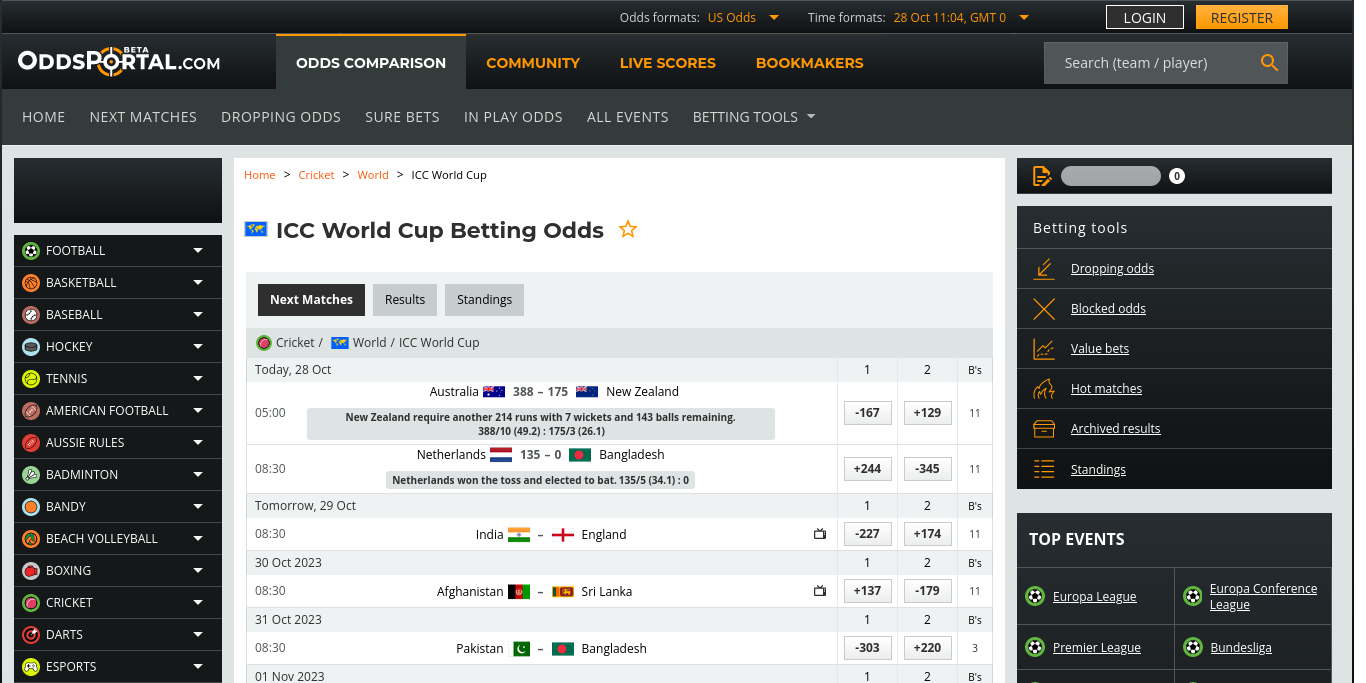 Odds formats: US Odds Time formats: 28 Oct 11:04, GMT 0 LOGIN REGISTER
ODDSPORTAL.COM BETA
ODDS COMPARISON COMMUNITY LIVE SCORES BOOKMAKERS Search (team / player)
HOME NEXT MATCHES DROPPING ODDS SURE BETS IN PLAY ODDS ALL EVENTS BETTING TOOLS
FOOTBALL
BASKETBALL
BASEBALL
HOCKEY
TENNIS
AMERICAN FOOTBALL
AUSSIE RULES
BADMINTON
BANDY
BEACH VOLLEYBALL
BOXING
CRICKET
DARTS
ESPORTS
Home > Cricket > World > ICC World Cup
ICC World Cup Betting Odds
Next Matches Results Standings
Cricket / World / ICC World Cup
Today, 28 Oct 1 2 B's
Australia 388 – 175 New Zealand
05:00 -167 +129 11
New Zealand require another 214 runs with 7 wickets and 143 balls remaining.
388/10 (49.2) : 175/3 (26.1)
Netherlands 135 – 0 Bangladesh
08:30 +244 -345 11
Netherlands won the toss and elected to bat. 135/5 (34.1) : 0
Tomorrow, 29 Oct 1 2 B's
08:30 India – England -227 +174 11
30 Oct 2023 1 2 B's
08:30 Afghanistan – Sri Lanka +137 -179 11
31 Oct 2023 1 2 B's
08:30 Pakistan – Bangladesh -303 +220 3
01 Nov 2023 1 2 B's
0
Betting tools
Dropping odds
Blocked odds
Value bets
Hot matches
Archived results
Standings
TOP EVENTS
Europa League
Europa Conference
League
Premier League
Bundesliga